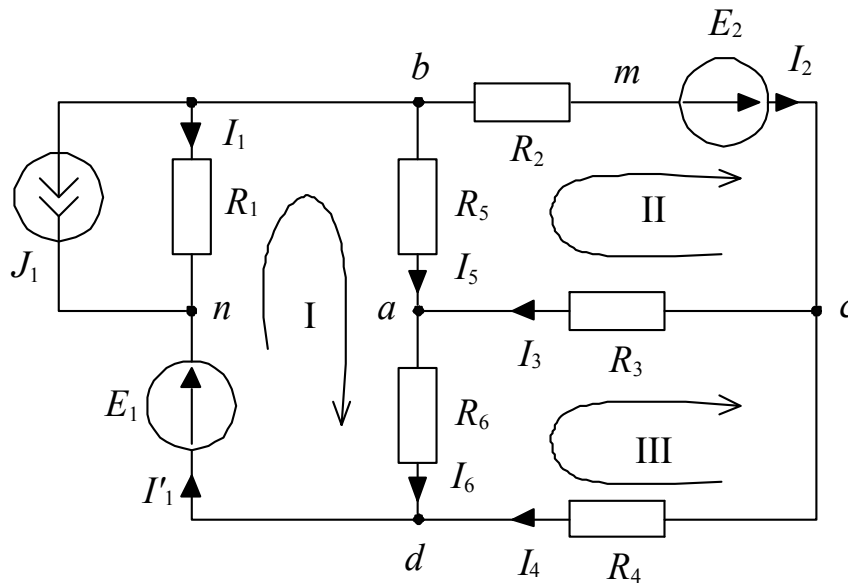 E₂
b
m
I₂
I₁
R₂
R₁
R₅
II
J₁
I₅
n
I
a
c
I₃
R₃
E₁
R₆
III
I'₁
I₆
d
I₄
R₄